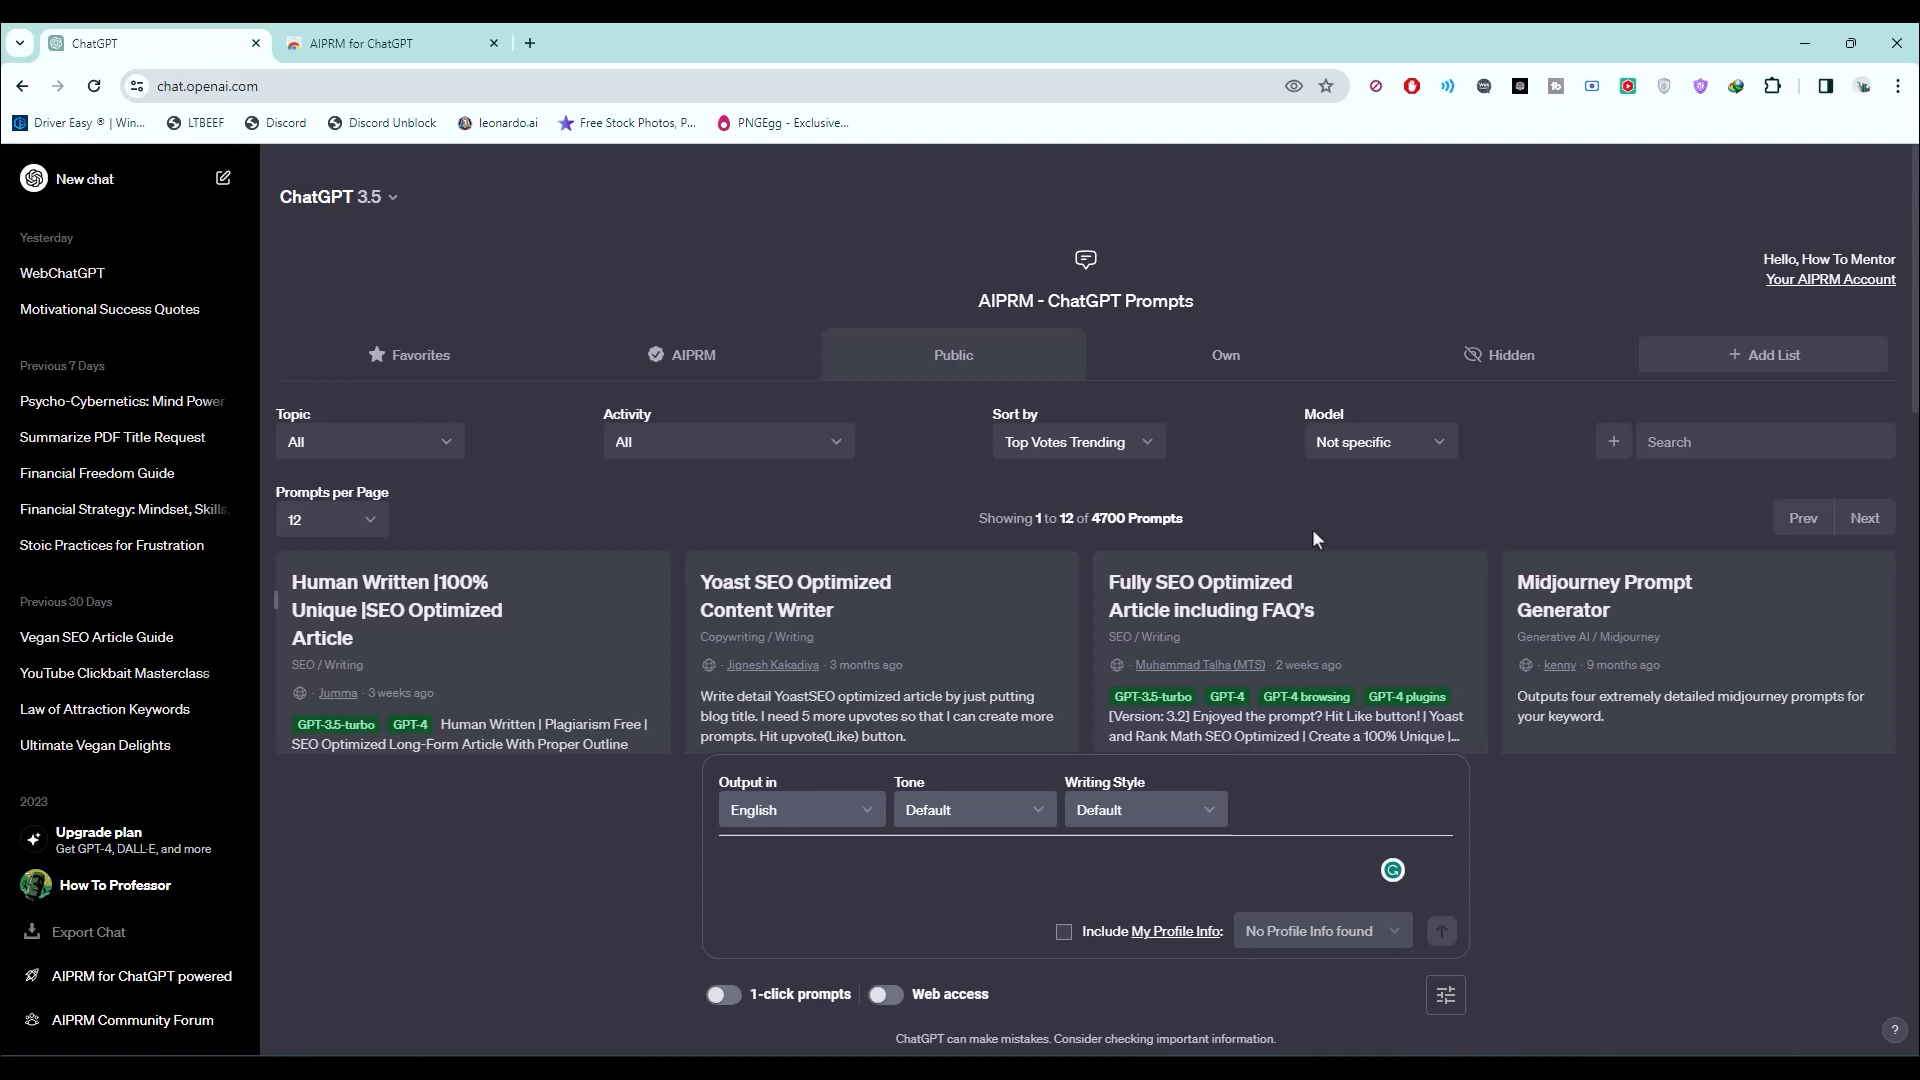 ChatGPT
AIPRM for ChatGPT
chat.openai.com
Driver Easy ® | Win...
LTBEEF
Discord
Discord Unblock
leonardo.ai
Free Stock Photos, P...
PNGEgg - Exclusive...
New chat
Yesterday
WebChatGPT
Motivational Success Quotes
Previous 7 Days
Psycho-Cybernetics: Mind Power
Summarize PDF Title Request
Financial Freedom Guide
Financial Strategy: Mindset, Skills,
Stoic Practices for Frustration
Previous 30 Days
Vegan SEO Article Guide
YouTube Clickbait Masterclass
Law of Attraction Keywords
Ultimate Vegan Delights
2023
Upgrade plan
Get GPT-4, DALL·E, and more
How To Professor
Export Chat
AIPRM for ChatGPT powered
AIPRM Community Forum
ChatGPT 3.5
Hello, How To Mentor
Your AIPRM Account
AIPRM - ChatGPT Prompts
Favorites
AIPRM
Public
Own
Hidden
+ Add List
Topic
All
Activity
All
Sort by
Top Votes Trending
Model
Not specific
+
Search
Prompts per Page
12
Showing 1 to 12 of 4700 Prompts
Prev
Next
Human Written |100%
Unique |SEO Optimized
Article
SEO / Writing
· Jumma · 3 weeks ago
GPT-3.5-turbo GPT-4 Human Written | Plagiarism Free |
SEO Optimized Long-Form Article With Proper Outline
Yoast SEO Optimized
Content Writer
Copywriting / Writing
· Jignesh Kakadiya · 3 months ago
Write detail YoastSEO optimized article by just putting
blog title. I need 5 more upvotes so that I can create more
prompts. Hit upvote(Like) button.
Fully SEO Optimized
Article including FAQ's
SEO / Writing
· Muhammad Talha (MTS) · 2 weeks ago
GPT-3.5-turbo GPT-4 GPT-4 browsing GPT-4 plugins
[Version: 3.2] Enjoyed the prompt? Hit Like button! | Yoast
and Rank Math SEO Optimized | Create a 100% Unique |...
Midjourney Prompt
Generator
Generative AI / Midjourney
· kenny · 9 months ago
Outputs four extremely detailed midjourney prompts for
your keyword.
Output in
English
Tone
Default
Writing Style
Default
Include My Profile Info:
No Profile Info found
1-click prompts
Web access
ChatGPT can make mistakes. Consider checking important information.
?